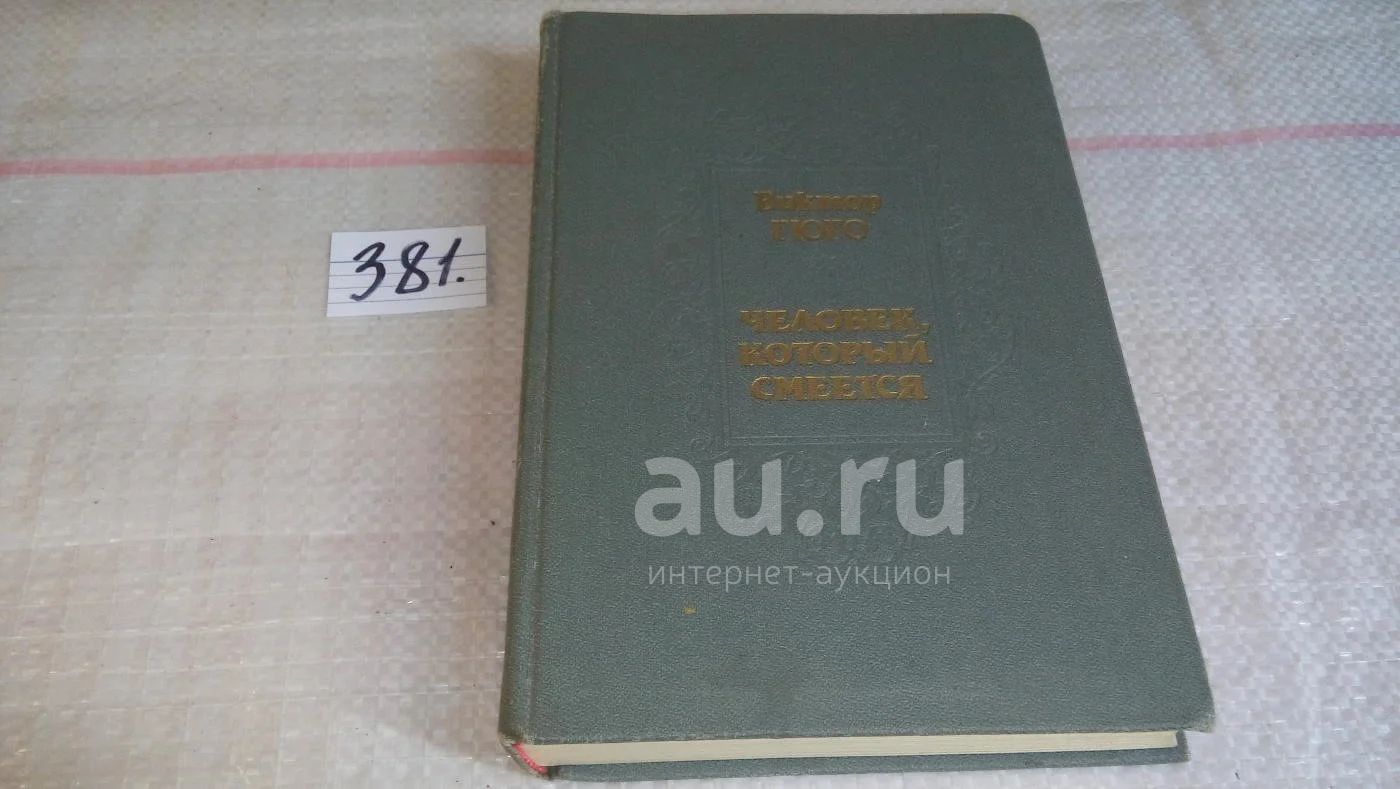 381.
Виктор
ГЮГО
ЧЕЛОВЕК,
КОТОРЫЙ
СМЕЕТСЯ
au.ru
интернет-аукцион